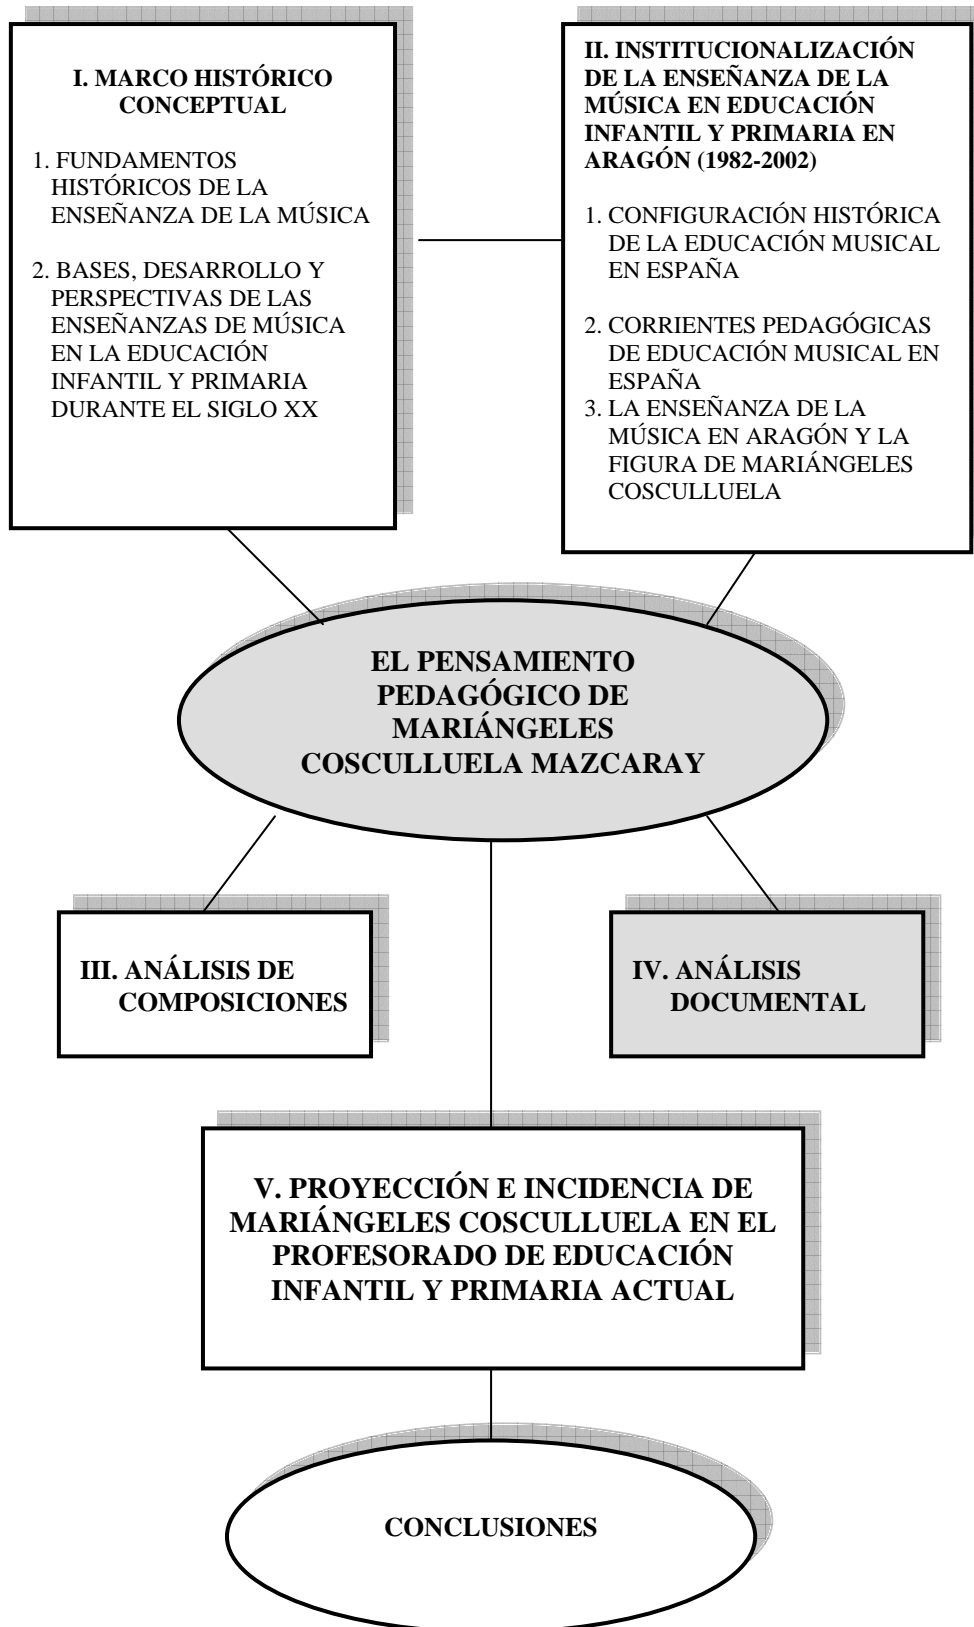 I. MARCO HISTÓRICO
CONCEPTUAL
1. FUNDAMENTOS
HISTÓRICOS DE LA
ENSEÑANZA DE LA MÚSICA
2. BASES, DESARROLLO Y
PERSPECTIVAS DE LAS
ENSEÑANZAS DE MÚSICA
EN LA EDUCACIÓN
INFANTIL Y PRIMARIA
DURANTE EL SIGLO XX
II. INSTITUCIONALIZACIÓN
DE LA ENSEÑANZA DE LA
MÚSICA EN EDUCACIÓN
INFANTIL Y PRIMARIA EN
ARAGÓN (1982-2002)
1. CONFIGURACIÓN HISTÓRICA
DE LA EDUCACIÓN MUSICAL
EN ESPAÑA
2. CORRIENTES PEDAGÓGICAS
DE EDUCACIÓN MUSICAL EN
ESPAÑA
3. LA ENSEÑANZA DE LA
MÚSICA EN ARAGÓN Y LA
FIGURA DE MARIÁNGELES
COSCULLUELA
EL PENSAMIENTO
PEDAGÓGICO DE
MARIÁNGELES
COSCULLUELA MAZCARAY
III. ANÁLISIS DE
COMPOSICIONES
IV. ANÁLISIS
DOCUMENTAL
V. PROYECCIÓN E INCIDENCIA DE
MARIÁNGELES COSCULLUELA EN EL
PROFESORADO DE EDUCACIÓN
INFANTIL Y PRIMARIA ACTUAL
CONCLUSIONES